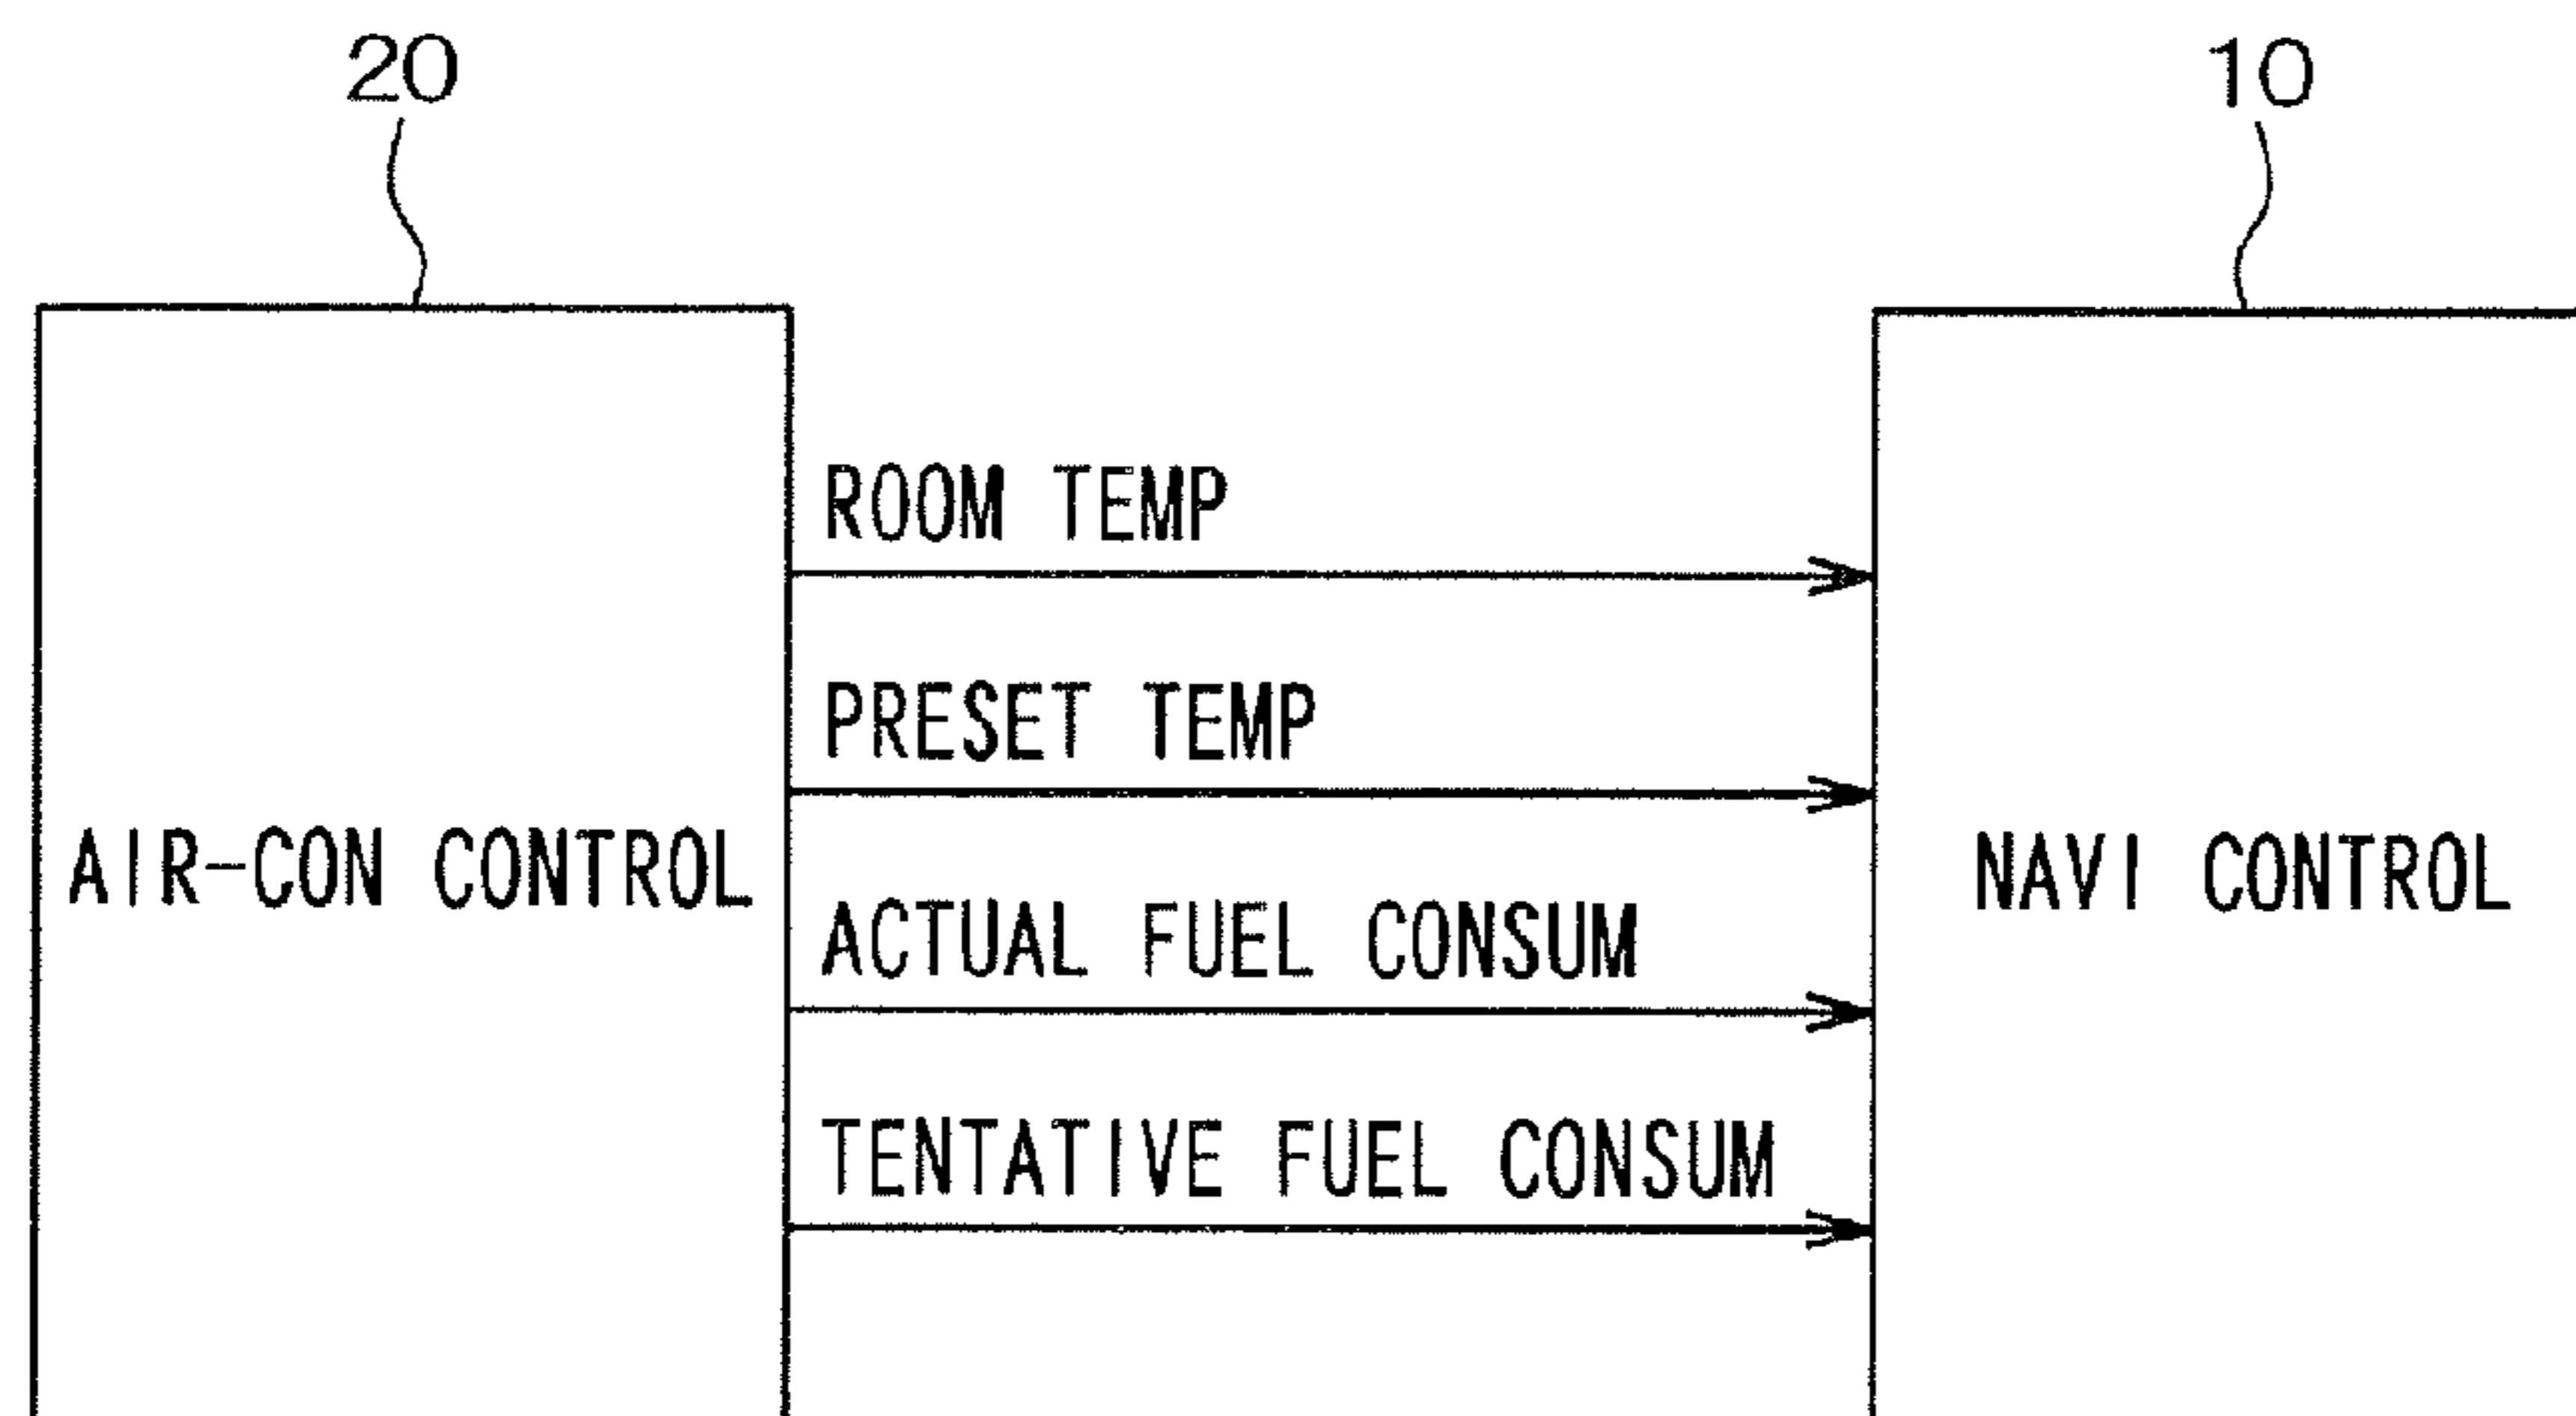 20
10
ROOM TEMP
PRESET TEMP
AIR-CON CONTROL
NAVI CONTROL
ACTUAL FUEL CONSUM
TENTATIVE FUEL CONSUM